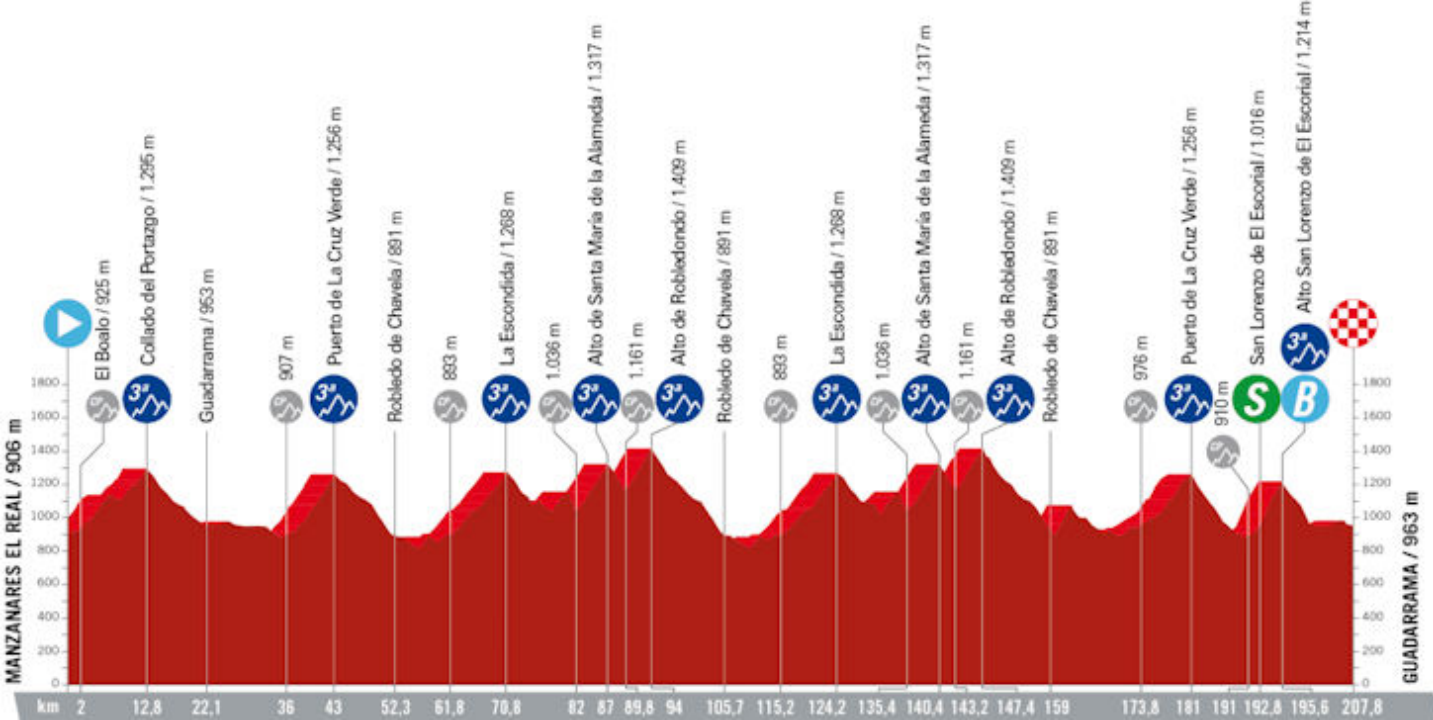 El Boalo / 925 m
Collado del Portazgo / 1.295 m
Guadarrama / 953 m
907 m
Puerto de La Cruz Verde / 1.256 m
Robledo de Chavela / 891 m
893 m
La Escondida / 1.268 m
1.036 m
Alto de Santa María de la Alameda / 1.317 m
1.161 m
Alto de Robledondo / 1.409 m
Robledo de Chavela / 891 m
893 m
La Escondida / 1.268 m
1.036 m
Alto de Santa María de la Alameda / 1.317 m
1.161 m
Alto de Robledondo / 1.409 m
Robledo de Chavela / 891 m
976 m
Puerto de La Cruz Verde / 1.256 m
910 m
San Lorenzo de El Escorial / 1.016 m
Alto San Lorenzo de El Escorial / 1.214 m
3ª
3ª
3ª
3ª
3ª
3ª
3ª
3ª
3ª
3ª
S
B
MANZANARES EL REAL / 906 m
1800
1600
1400
1200
1000
800
600
400
200
0
1800
1600
1400
1200
1000
800
600
400
200
0
GUADARRAMA / 963 m
km 2 12,8 22,1 36 43 52,3 61,8 70,8 82 87 89,8 94 105,7 115,2 124,2 135,4 140,4 143,2 147,4 159 173,8 181 191 192,8 195,6 207,8